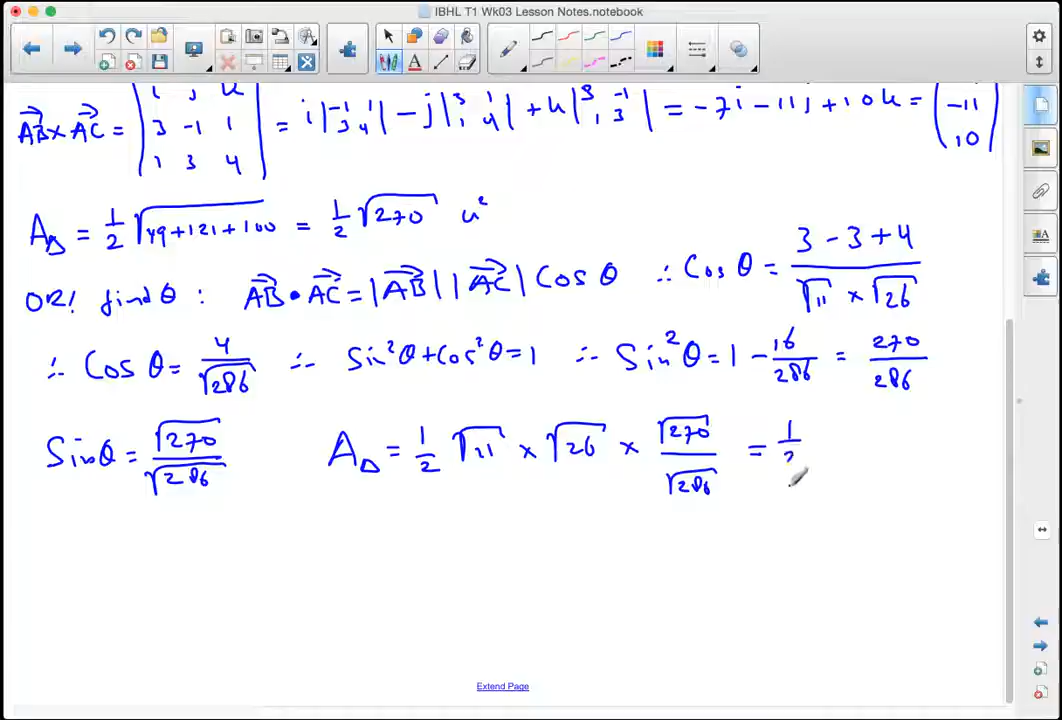 IBHL T1 Wk03 Lesson Notes.notebook
i j k
AB × AC = | 3 -1 1 | = i |-1 1| - j |3 1| + k |3 -1| = -7i - 11j + 10k = ( -11
1 3 4 3 4 1 4 1 3 10 )
A△ = 1/2 √49+121+100 = 1/2 √270 u²
OR! find θ : AB • AC = |AB| |AC| Cos θ ∴ Cos θ = 3 - 3 + 4 / √11 × √26
∴ Cos θ = 4/√286 ∴ Sin²θ + Cos²θ = 1 ∴ Sin²θ = 1 - 16/286 = 270/286
Sin θ = √270/√286 A△ = 1/2 √11 × √26 × √270/√286 = 1/2
Extend Page